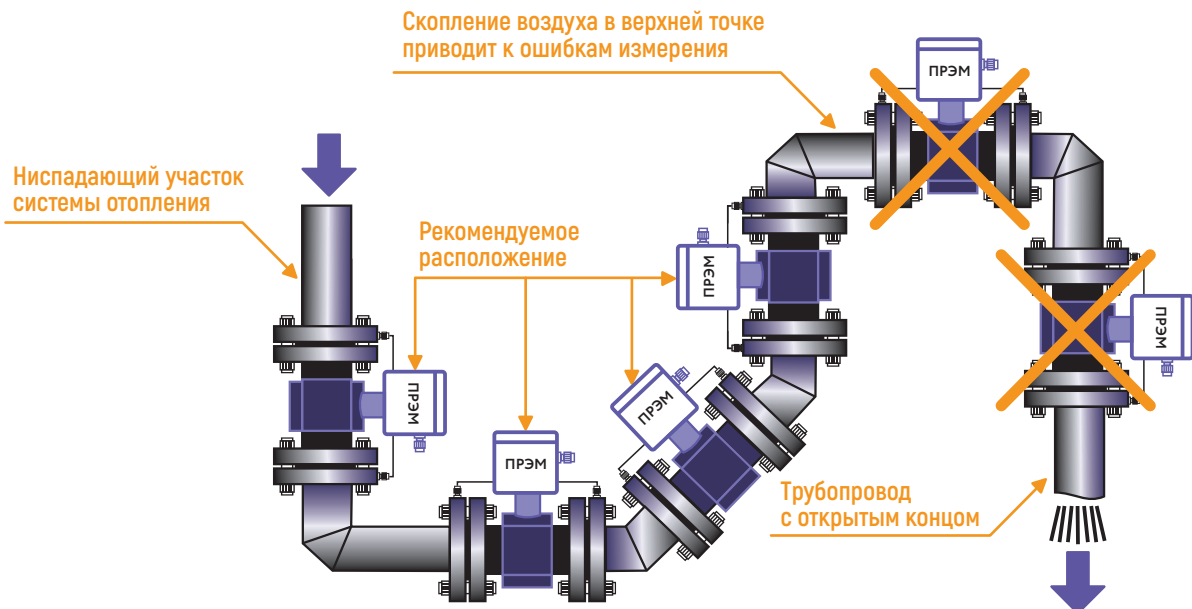 Скопление воздуха в верхней точке
приводит к ошибкам измерения
ПРЭМ
Ниспадающий участок
системы отопления
Рекомендуемое
расположение
ПРЭМ
ПРЭМ
ПРЭМ
ПРЭМ
ПРЭМ
Трубопровод
с открытым концом